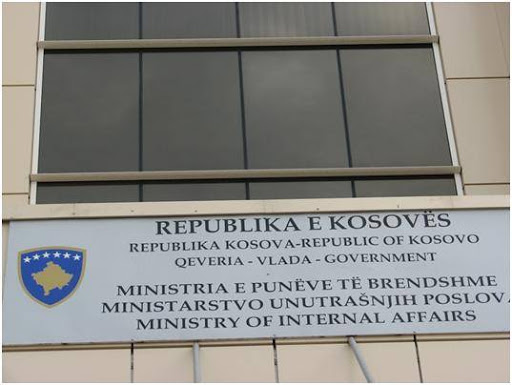 REPUBLIKA E KOSOVËS
REPUBLIKA KOSOVA-REPUBLIC OF KOSOVO
QEVERIA - VLADA - GOVERNMENT
MINISTRIA E PUNËVE TË BRENDSHME
MINISTARSTVO UNUTRAŠNJIH POSLOVA
MINISTRY OF INTERNAL AFFAIRS